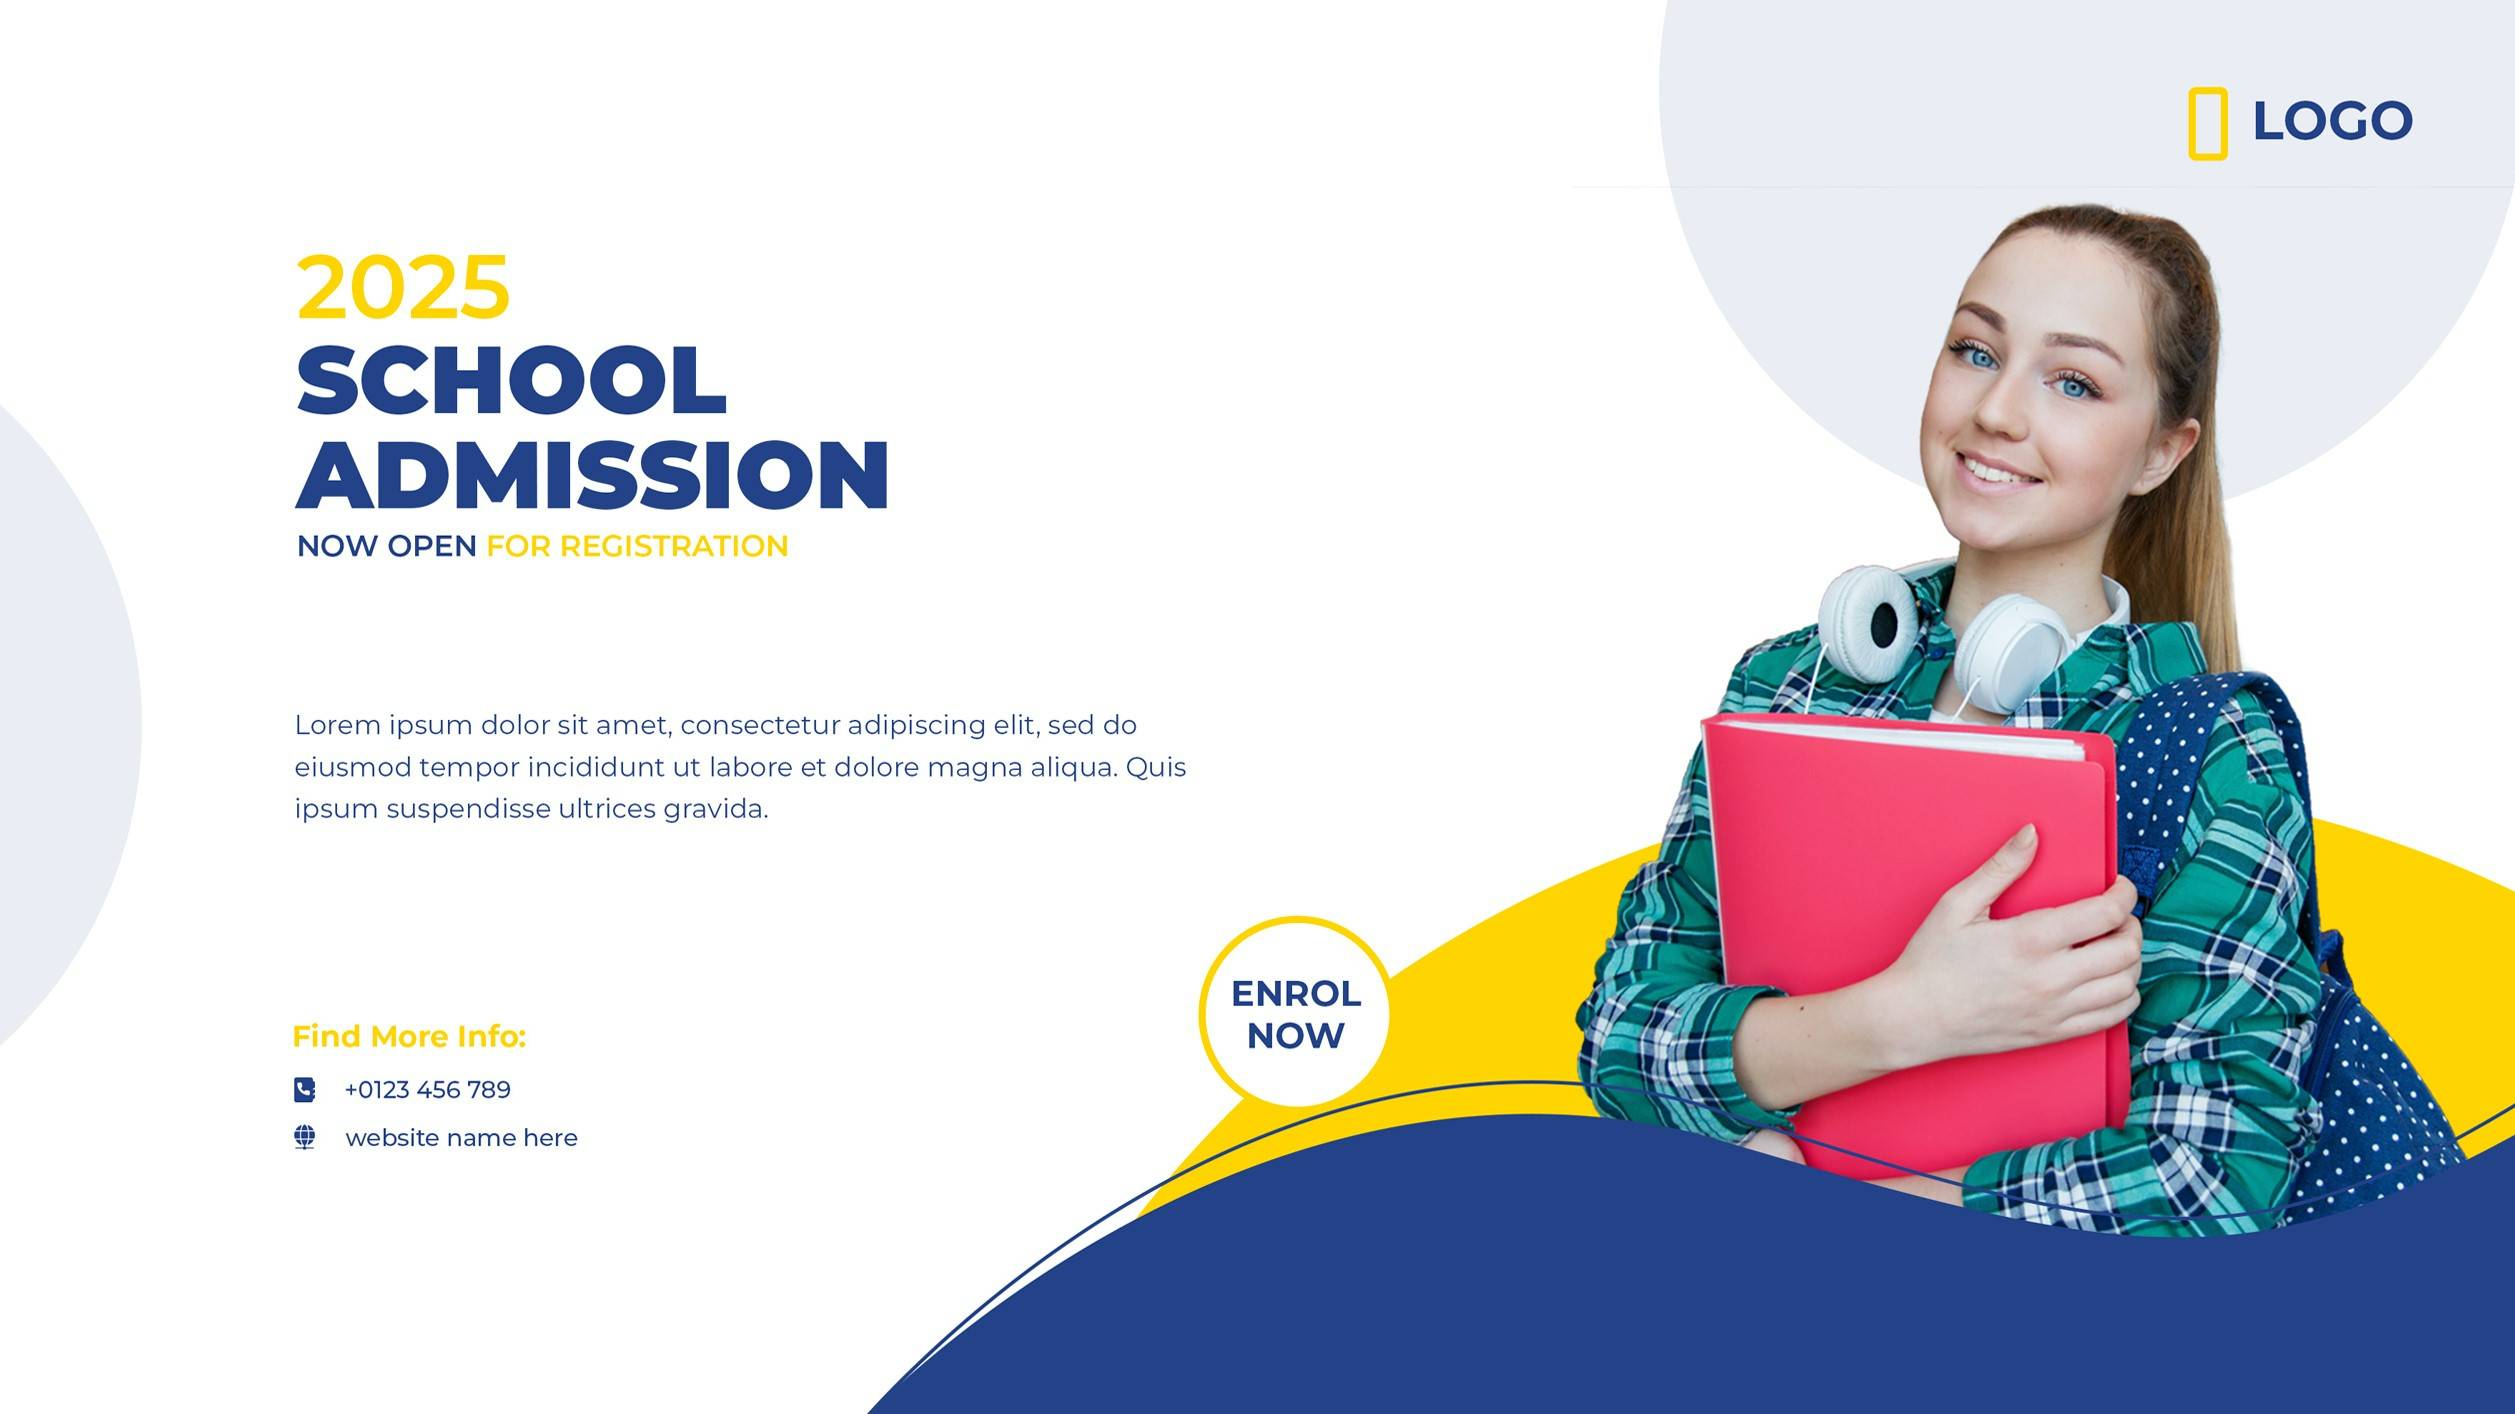 LOGO
2025
SCHOOL
ADMISSION
NOW OPEN FOR REGISTRATION
Lorem ipsum dolor sit amet, consectetur adipiscing elit, sed do
eiusmod tempor incididunt ut labore et dolore magna aliqua. Quis
ipsum suspendisse ultrices gravida.
ENROL
NOW
Find More Info:
+0123 456 789
website name here